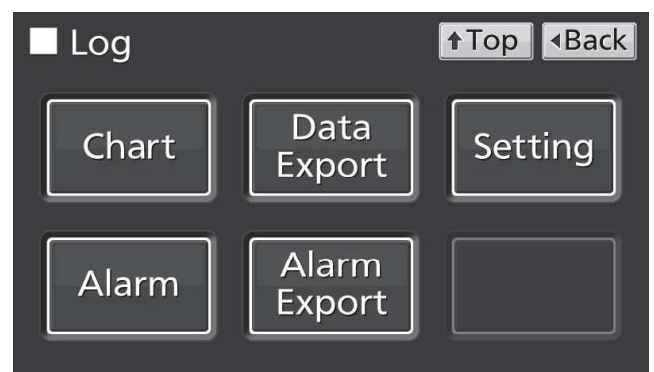 Log
Top
Back
Chart
Data
Export
Setting
Alarm
Alarm
Export